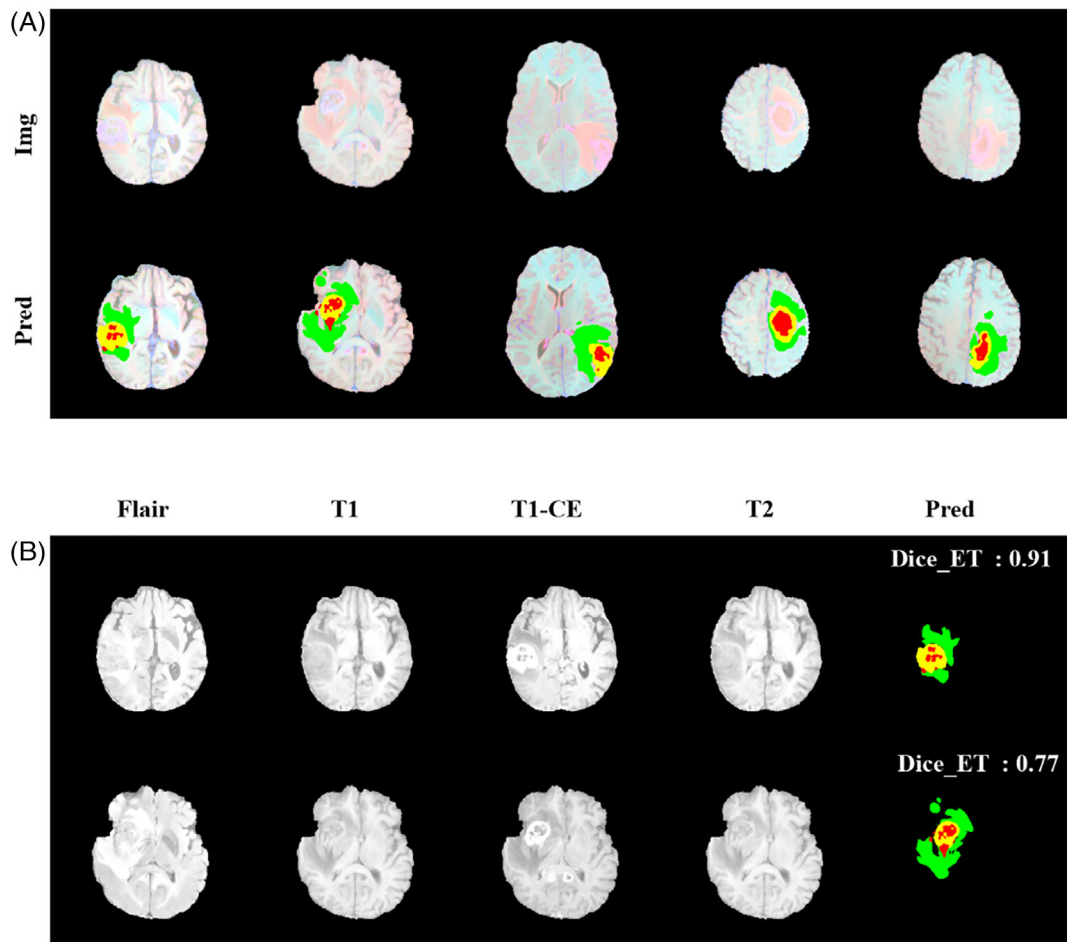 (A)
Img
Pred
Flair T1 T1-CE T2 Pred
(B)
Dice_ET : 0.91
Dice_ET : 0.77